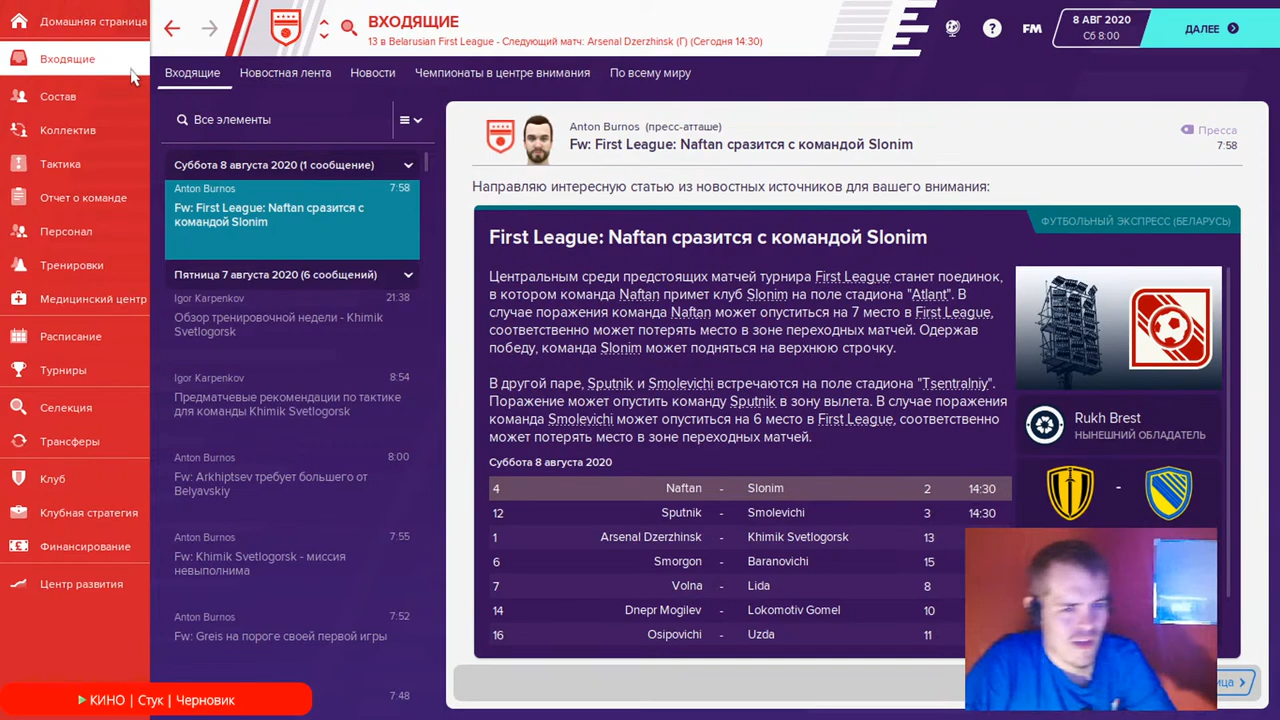 Домашняя страница
Входящие
Состав
Коллектив
Тактика
Отчет о команде
Персонал
Тренировки
Медицинский центр
Расписание
Турниры
Селекция
Трансферы
Клуб
Клубная стратегия
Финансирование
Центр развития
КИНО | Стук | Черновик
ВХОДЯЩИЕ
13 в Belarusian First League - Следующий матч: Arsenal Dzerzhinsk (Г) (Сегодня 14:30)
?
FM
8 АВГ 2020
Сб 8:00
ДАЛЕЕ
Входящие Новостная лента Новости Чемпионаты в центре внимания По всему миру
Все элементы
Суббота 8 августа 2020 (1 сообщение)
Anton Burnos 7:58
Fw: First League: Naftan сразится с
командой Slonim
Пятница 7 августа 2020 (6 сообщений)
Igor Karpenkov 21:38
Обзор тренировочной недели - Khimik
Svetlogorsk
Igor Karpenkov 8:54
Предматчевые рекомендации по тактике
для команды Khimik Svetlogorsk
Anton Burnos 8:00
Fw: Arkhiptsev требует большего от
Belyavskiy
Anton Burnos 7:55
Fw: Khimik Svetlogorsk - миссия
невыполнима
Anton Burnos 7:52
Fw: Greis на пороге своей первой игры
7:48
Anton Burnos (пресс-атташе)
Fw: First League: Naftan сразится с командой Slonim
Пресса
7:58
Направляю интересную статью из новостных источников для вашего внимания:
ФУТБОЛЬНЫЙ ЭКСПРЕСС (БЕЛАРУСЬ)
First League: Naftan сразится с командой Slonim
Центральным среди предстоящих матчей турнира First League станет поединок,
в котором команда Naftan примет клуб Slonim на поле стадиона "Atlant". В
случае поражения команда Naftan может опуститься на 7 место в First League,
соответственно может потерять место в зоне переходных матчей. Одержав
победу, команда Slonim может подняться на верхнюю строчку.
В другой паре, Sputnik и Smolevichi встречаются на поле стадиона "Tsentralniy".
Поражение может опустить команду Sputnik в зону вылета. В случае поражения
команда Smolevichi может опуститься на 6 место в First League, соответственно
может потерять место в зоне переходных матчей.
Суббота 8 августа 2020
4 Naftan - Slonim 2 14:30
12 Sputnik - Smolevichi 3 14:30
1 Arsenal Dzerzhinsk - Khimik Svetlogorsk 13
6 Smorgon - Baranovichi 15
7 Volna - Lida 8
14 Dnepr Mogilev - Lokomotiv Gomel 10
16 Osipovichi - Uzda 11
Rukh Brest
НЫНЕШНИЙ ОБЛАДАТЕЛЬ
-